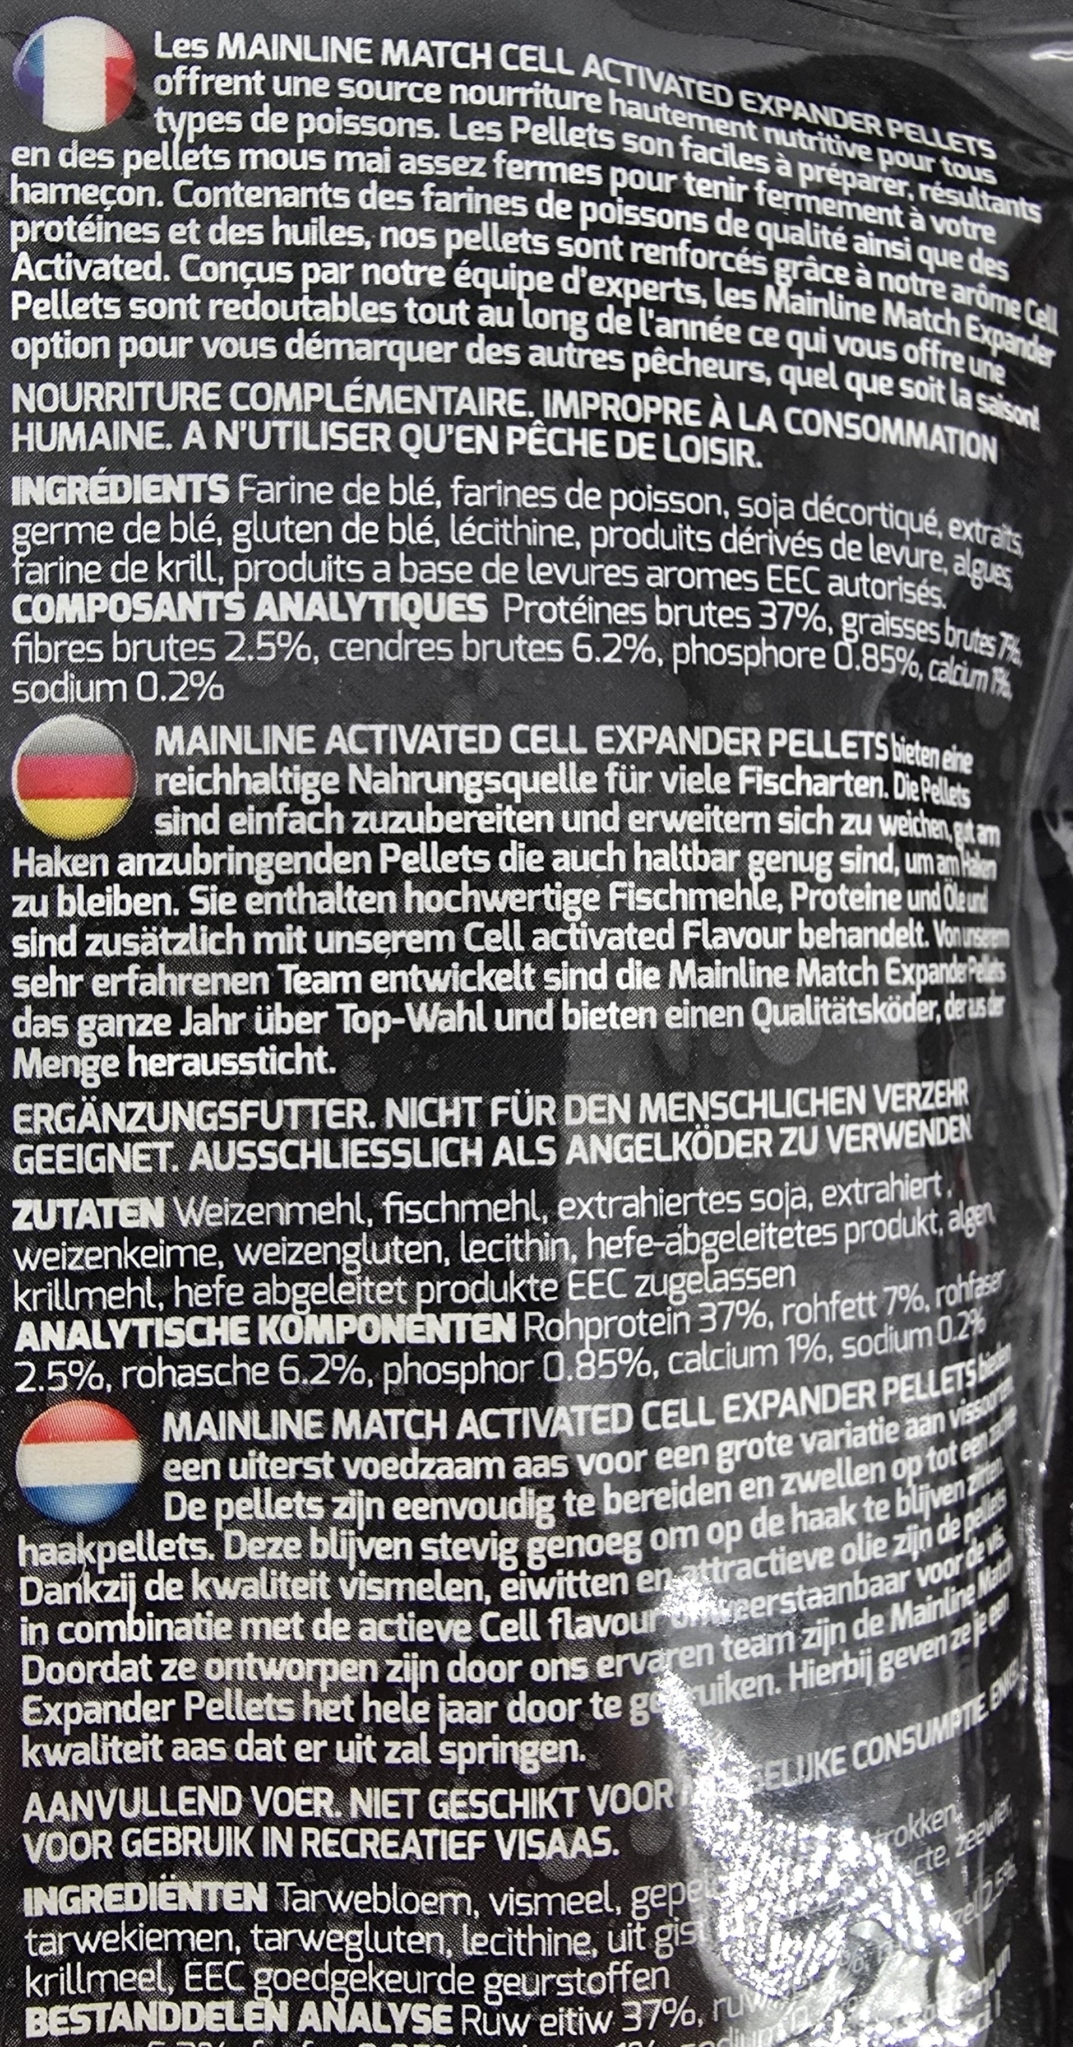 Les MAINLINE MATCH CELL ACTIVATED EXPANDER PELLETS
offrent une source nourriture hautement nutritive pour tous
types de poissons. Les Pellets son faciles à préparer, résultants
en des pellets mous mai assez fermes pour tenir fermement à votre
hameçon. Contenants des farines de poissons de qualité ainsi que des
protéines et des huiles, nos pellets sont renforcés grâce à notre arôme Cell
Activated. Conçus par notre équipe d'experts, les Mainline Match Expander
Pellets sont redoutables tout au long de l'année ce qui vous offre une
option pour vous démarquer des autres pêcheurs, quel que soit la saison!
NOURRITURE COMPLÉMENTAIRE. IMPROPRE À LA CONSOMMATION
HUMAINE. A N'UTILISER QU'EN PÊCHE DE LOISIR.
INGRÉDIENTS Farine de blé, farines de poisson, soja décortiqué, extraits,
germe de blé, gluten de blé, lécithine, produits dérivés de levure, algues,
farine de krill, produits a base de levures aromes EEC autorisés.
COMPOSANTS ANALYTIQUES Protéines brutes 37%, graisses brutes 7%,
fibres brutes 2.5%, cendres brutes 6.2%, phosphore 0.85%, calcium 1%,
sodium 0.2%
MAINLINE ACTIVATED CELL EXPANDER PELLETS bieten eine
reichhaltige Nahrungsquelle für viele Fischarten. Die Pellets
sind einfach zuzubereiten und erweitern sich zu weichen, gut am
Haken anzubringenden Pellets die auch haltbar genug sind, um am Haken
zu bleiben. Sie enthalten hochwertige Fischmehle, Proteine und Öle und
sind zusätzlich mit unserem Cell activated Flavour behandelt. Von unserem
sehr erfahrenen Team entwickelt sind die Mainline Match Expander Pellets
das ganze Jahr über Top-Wahl und bieten einen Qualitätsköder, der aus der
Menge heraussticht.
ERGÄNZUNGSFUTTER. NICHT FÜR DEN MENSCHLICHEN VERZEHR
GEEIGNET. AUSSCHLIESSLICH ALS ANGELKÖDER ZU VERWENDEN
ZUTATEN Weizenmehl, fischmehl, extrahiertes soja, extrahiert,
weizenkeime, weizengluten, lecithin, hefe-abgeleitetes produkt, algen,
krillmehl, hefe abgeleitet produkte EEC zugelassen
ANALYTISCHE KOMPONENTEN Rohprotein 37%, rohfett 7%, rohfaser
2.5%, rohasche 6.2%, phosphor 0.85%, calcium 1%, sodium 0.2%
MAINLINE MATCH ACTIVATED CELL EXPANDER PELLETS bieden
een uiterst voedzaam aas voor een grote variatie aan vissoorten.
De pellets zijn eenvoudig te bereiden en zwellen op tot een zachte
haakpellets. Deze blijven stevig genoeg om op de haak te blijven zitten.
Dankzij de kwaliteit vismelen, eiwitten en attractieve olie zijn de pellets
in combinatie met de actieve Cell flavour onweerstaanbaar voor de vis.
Doordat ze ontworpen zijn door ons ervaren team zijn de Mainline Match
Expander Pellets het hele jaar door te gebruiken. Hierbij geven ze je een
kwaliteit aas dat er uit zal springen.
AANVULLEND VOER. NIET GESCHIKT VOOR CONSUMPTIE.
VOOR GEBRUIK IN RECREATIEF VISAAS.
INGREDIËNTEN Tarwebloem, vismeel,
tarwekiemen, tarwegluten, lecithine, uit zeewier,
krillmeel, EEC goedgekeurde geurstoffen
BESTANDDELEN ANALYSE Ruw eitiw 37%, 2.5%